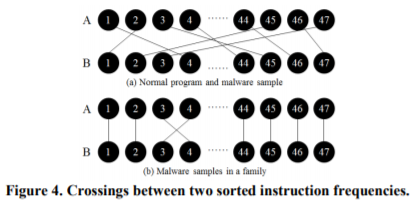 A 1 2 3 4 ...... 44 45 46 47
B 1 2 3 4 ...... 44 45 46 47
(a) Normal program and malware sample
A 1 2 3 4 ...... 44 45 46 47
B 1 2 3 4 ...... 44 45 46 47
(b) Malware samples in a family
Figure 4. Crossings between two sorted instruction frequencies.